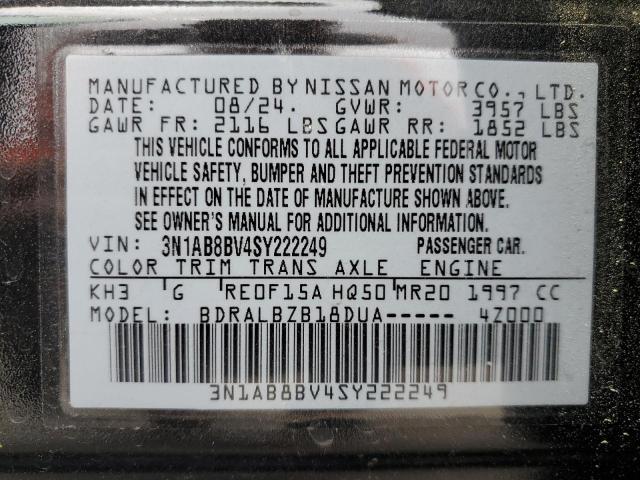 MANUFACTURED BY NISSAN MOTOR CO., LTD.
DATE: 08/24. GVWR: 3957 LBS
GAWR FR: 2116 LBS GAWR RR: 1852 LBS
THIS VEHICLE CONFORMS TO ALL APPLICABLE FEDERAL MOTOR
VEHICLE SAFETY, BUMPER AND THEFT PREVENTION STANDARDS
IN EFFECT ON THE DATE OF MANUFACTURE SHOWN ABOVE.
SEE OWNER'S MANUAL FOR ADDITIONAL INFORMATION.
VIN: 3N1AB8BV4SY222249 PASSENGER CAR.
COLOR TRIM TRANS AXLE ENGINE
KH3 G RE0F15A HQ50 MR20 1997 CC
MODEL: BDRALBZB18DUA----- 4Z000
3N1AB8BV4SY222249